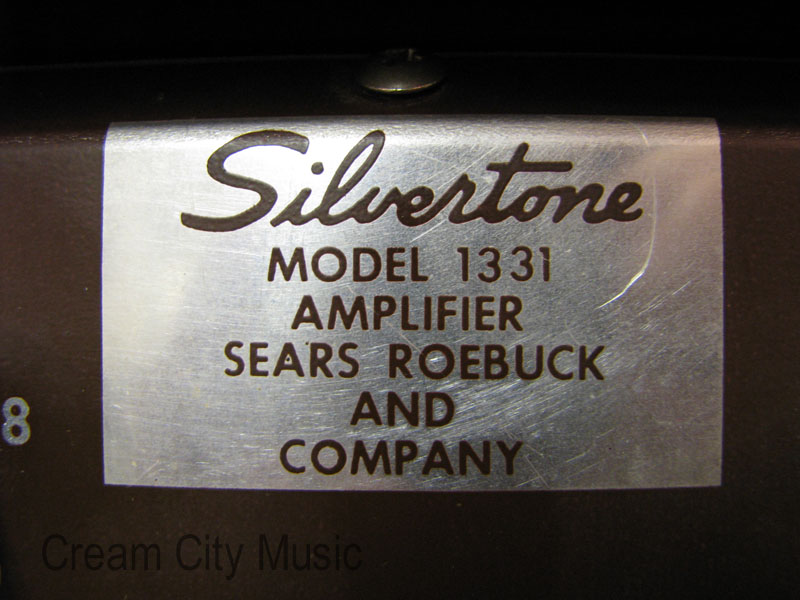 Silvertone
MODEL 1331
AMPLIFIER
SEARS ROEBUCK
AND
COMPANY
8
Cream City Music